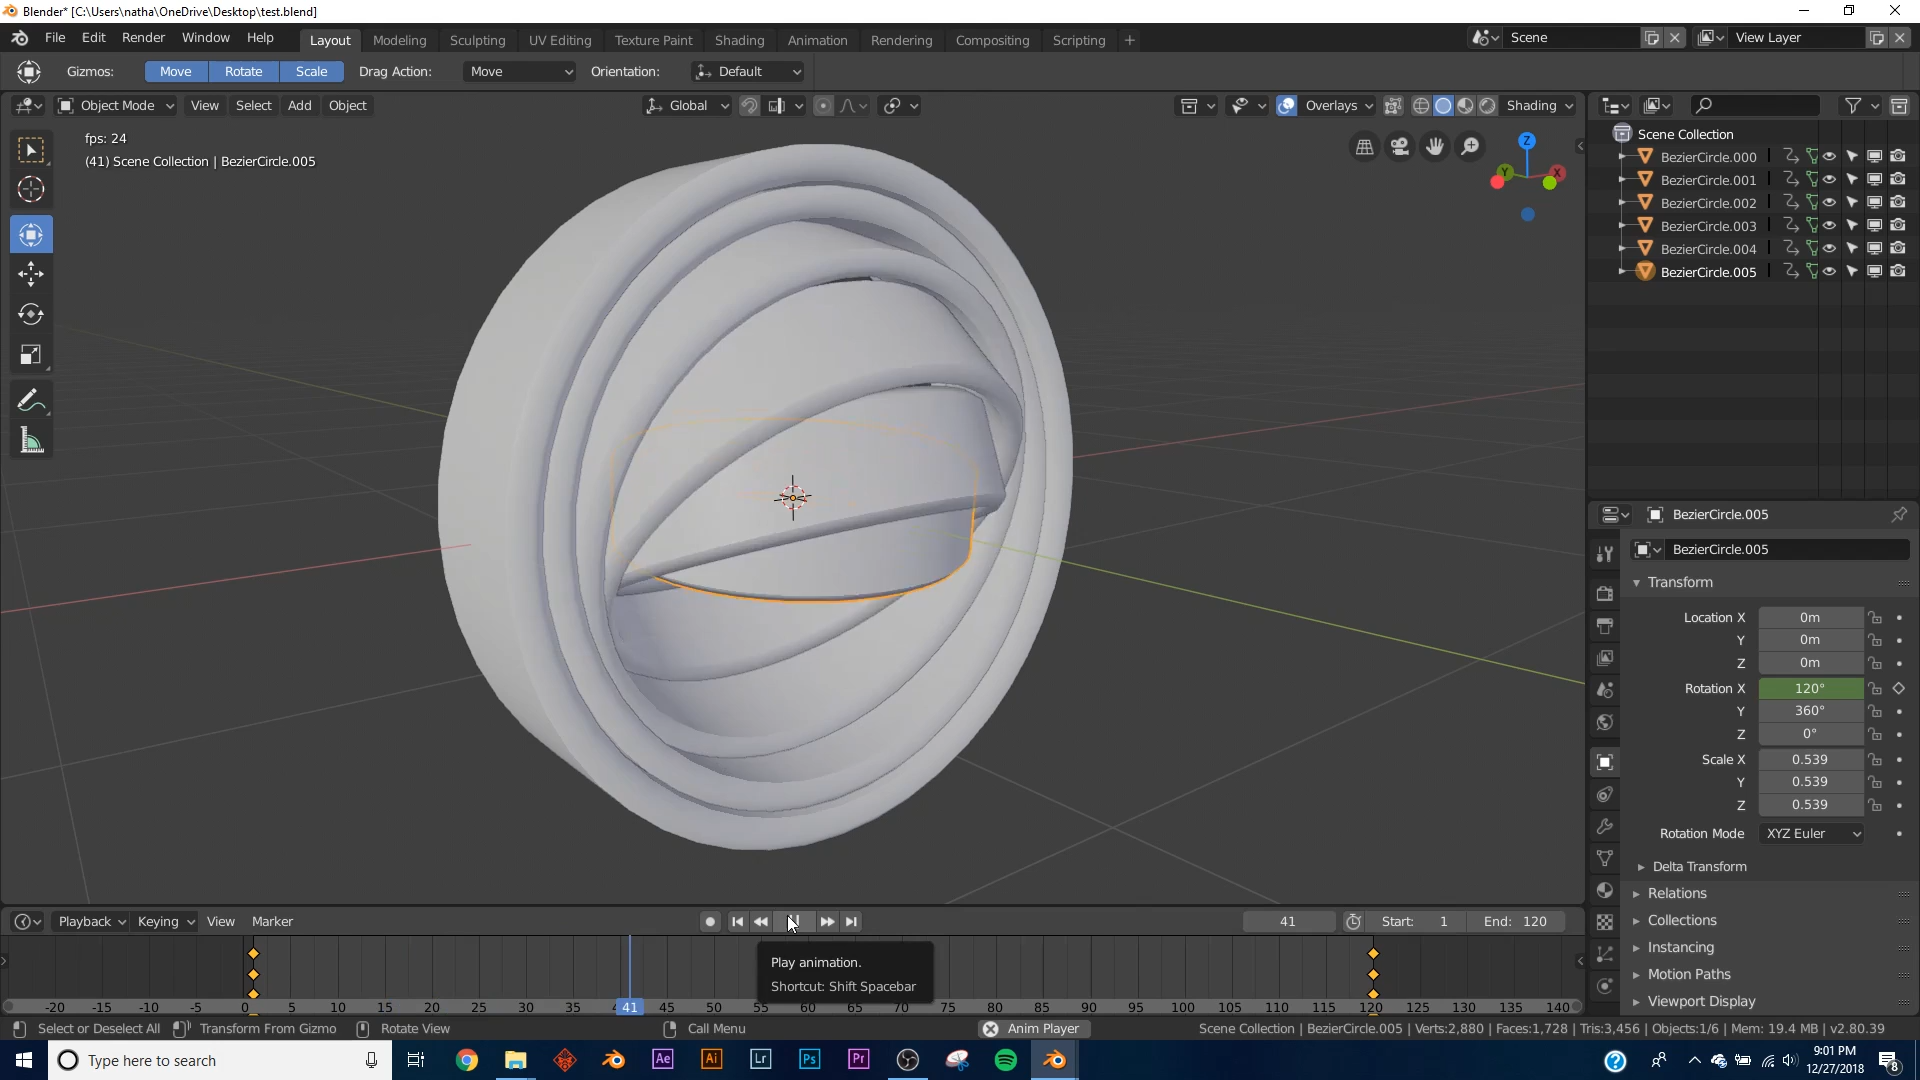 Blender* [C:\Users\natha\OneDrive\Desktop\test.blend]
File Edit Render Window Help Layout Modeling Sculpting UV Editing Texture Paint Shading Animation Rendering Compositing Scripting + Scene View Layer
Gizmos: Move Rotate Scale Drag Action: Move Orientation: Default
Object Mode View Select Add Object Global Overlays Shading
fps: 24
(41) Scene Collection | BezierCircle.005
Z
Y X
Scene Collection
BezierCircle.000
BezierCircle.001
BezierCircle.002
BezierCircle.003
BezierCircle.004
BezierCircle.005
BezierCircle.005
BezierCircle.005
Transform
Location X 0m
Y 0m
Z 0m
Rotation X 120°
Y 360°
Z 0°
Scale X 0.539
Y 0.539
Z 0.539
Rotation Mode XYZ Euler
Delta Transform
Relations
Collections
Instancing
Motion Paths
Viewport Display
Playback Keying View Marker 41 Start: 1 End: 120
Play animation.
Shortcut: Shift Spacebar
-20 -15 -10 -5 0 5 10 15 20 25 30 35 41 45 50 55 60 65 70 75 80 85 90 95 100 105 110 115 120 125 130 135 140
Select or Deselect All Transform From Gizmo Rotate View Call Menu Anim Player Scene Collection | BezierCircle.005 | Verts:2,880 | Faces:1,728 | Tris:3,456 | Objects:1/6 | Mem: 19.4 MB | v2.80.39
Type here to search Ae Ai Lr Ps Pr
9:01 PM
12/27/2018
8